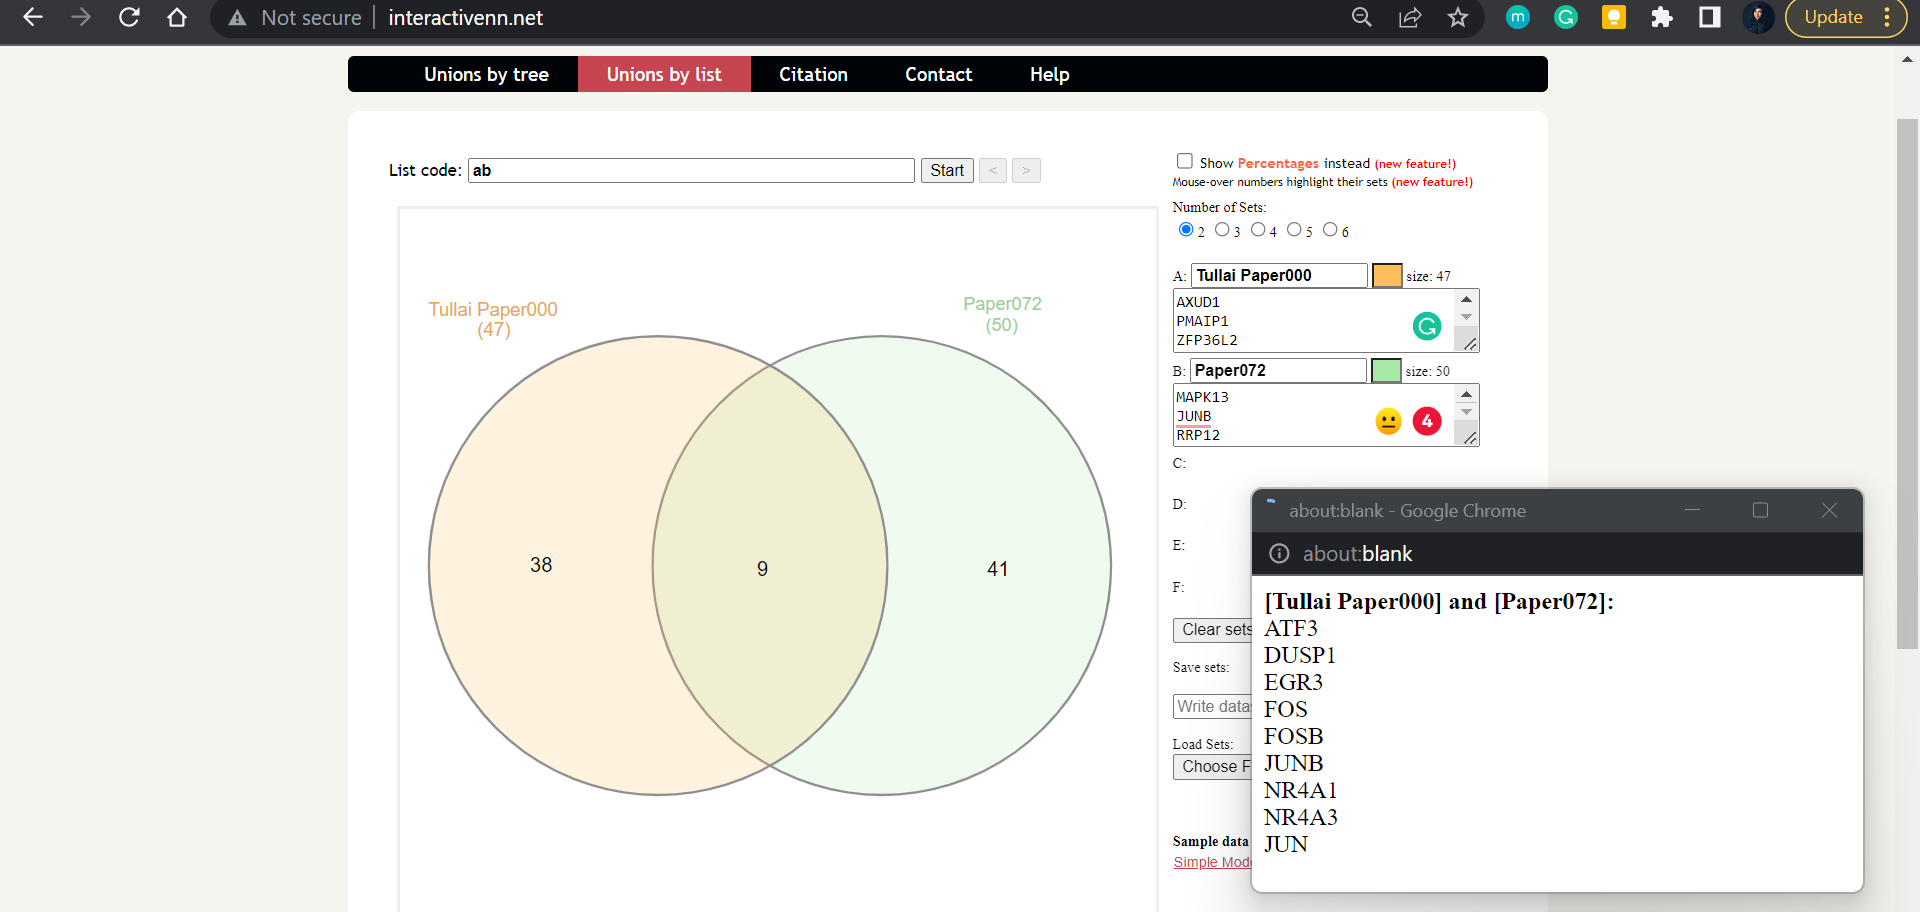 Not secure | interactivenn.net
m
Update
Unions by tree
Unions by list
Citation
Contact
Help
List code:
ab
Start
<
>
Show Percentages instead (new feature!)
Mouse-over numbers highlight their sets (new feature!)
Number of Sets:
2 3 4 5 6
A: Tullai Paper000 size: 47
AXUD1
PMAIP1
ZFP36L2
B: Paper072 size: 50
MAPK13
JUNB
RRP12
4
C:
D:
E:
F:
Clear sets
Save sets:
Write datas
Load Sets:
Choose F
Sample data
Simple Mode
Tullai Paper000
(47)
Paper072
(50)
38
9
41
about:blank - Google Chrome
about:blank
[Tullai Paper000] and [Paper072]:
ATF3
DUSP1
EGR3
FOS
FOSB
JUNB
NR4A1
NR4A3
JUN